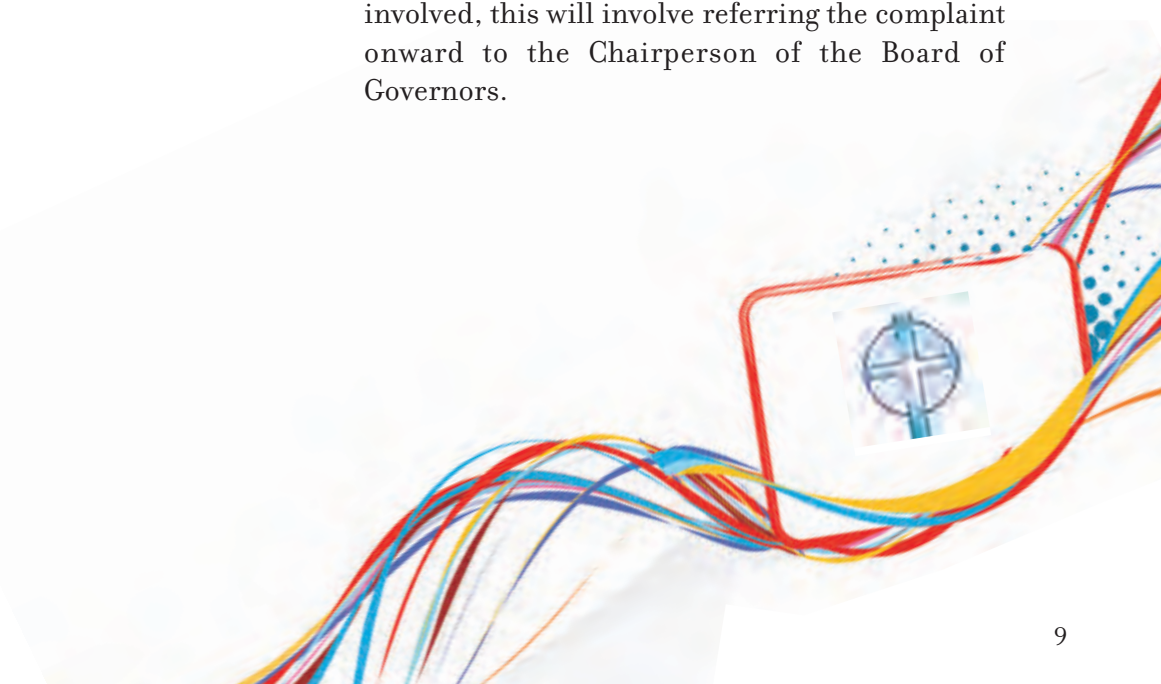 involved, this will involve referring the complaint
onward to the Chairperson of the Board of
Governors.
9